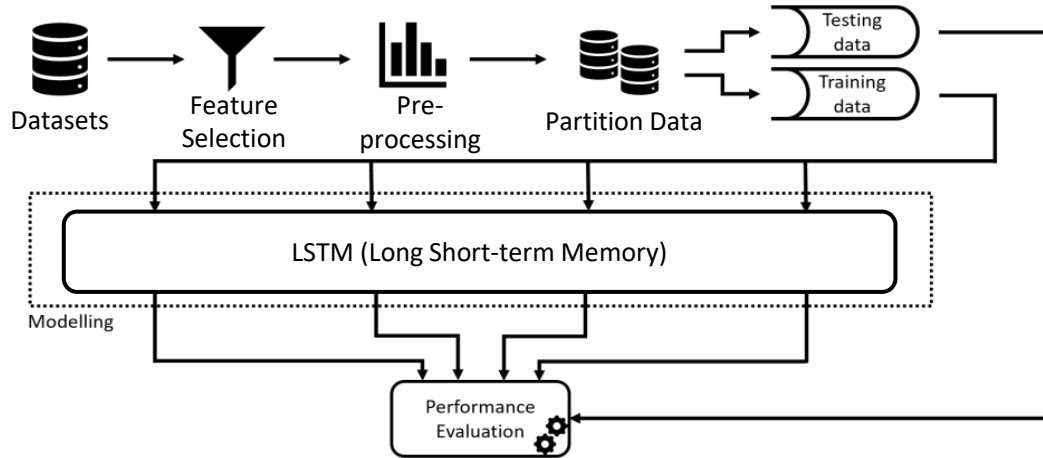 Datasets
Feature
Selection
Pre-
processing
Partition Data
Testing
data
Training
data
LSTM (Long Short-term Memory)
Modelling
Performance
Evaluation